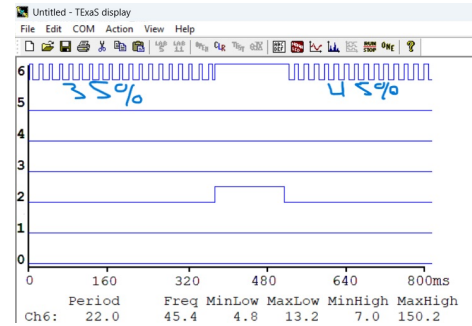 Untitled - TExaS display
File Edit COM Action View Help
6
35%
45%
5
4
3
2
1
0
0 160 320 480 640 800ms
Period Freq MinLow MaxLow MinHigh MaxHigh
Ch6: 22.0 45.4 4.8 13.2 7.0 150.2